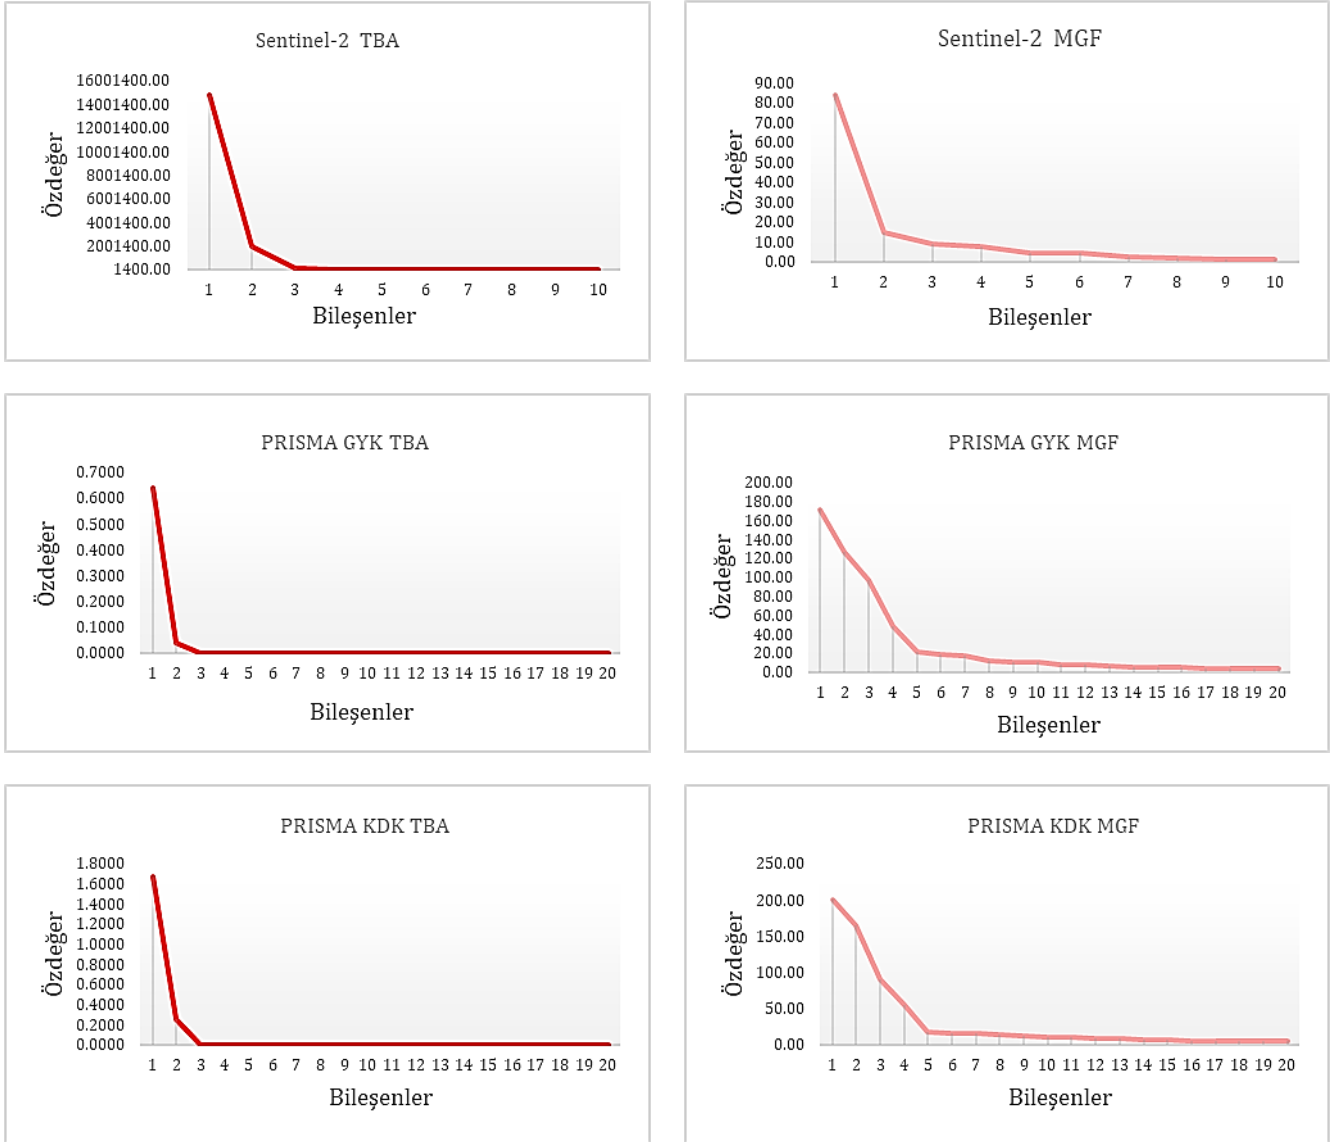 Sentinel-2 TBA
Özdeğer
16001400.00
14001400.00
12001400.00
10001400.00
8001400.00
6001400.00
4001400.00
2001400.00
1400.00
1 2 3 4 5 6 7 8 9 10
Bileşenler
Sentinel-2 MGF
Özdeğer
90.00
80.00
70.00
60.00
50.00
40.00
30.00
20.00
10.00
0.00
1 2 3 4 5 6 7 8 9 10
Bileşenler
PRISMA GYK TBA
Özdeğer
0.7000
0.6000
0.5000
0.4000
0.3000
0.2000
0.1000
0.0000
1 2 3 4 5 6 7 8 9 10 11 12 13 14 15 16 17 18 19 20
Bileşenler
PRISMA GYK MGF
Özdeğer
200.00
180.00
160.00
140.00
120.00
100.00
80.00
60.00
40.00
20.00
0.00
1 2 3 4 5 6 7 8 9 10 11 12 13 14 15 16 17 18 19 20
Bileşenler
PRISMA KDK TBA
Özdeğer
1.8000
1.6000
1.4000
1.2000
1.0000
0.8000
0.6000
0.4000
0.2000
0.0000
1 2 3 4 5 6 7 8 9 10 11 12 13 14 15 16 17 18 19 20
Bileşenler
PRISMA KDK MGF
Özdeğer
250.00
200.00
150.00
100.00
50.00
0.00
1 2 3 4 5 6 7 8 9 10 11 12 13 14 15 16 17 18 19 20
Bileşenler